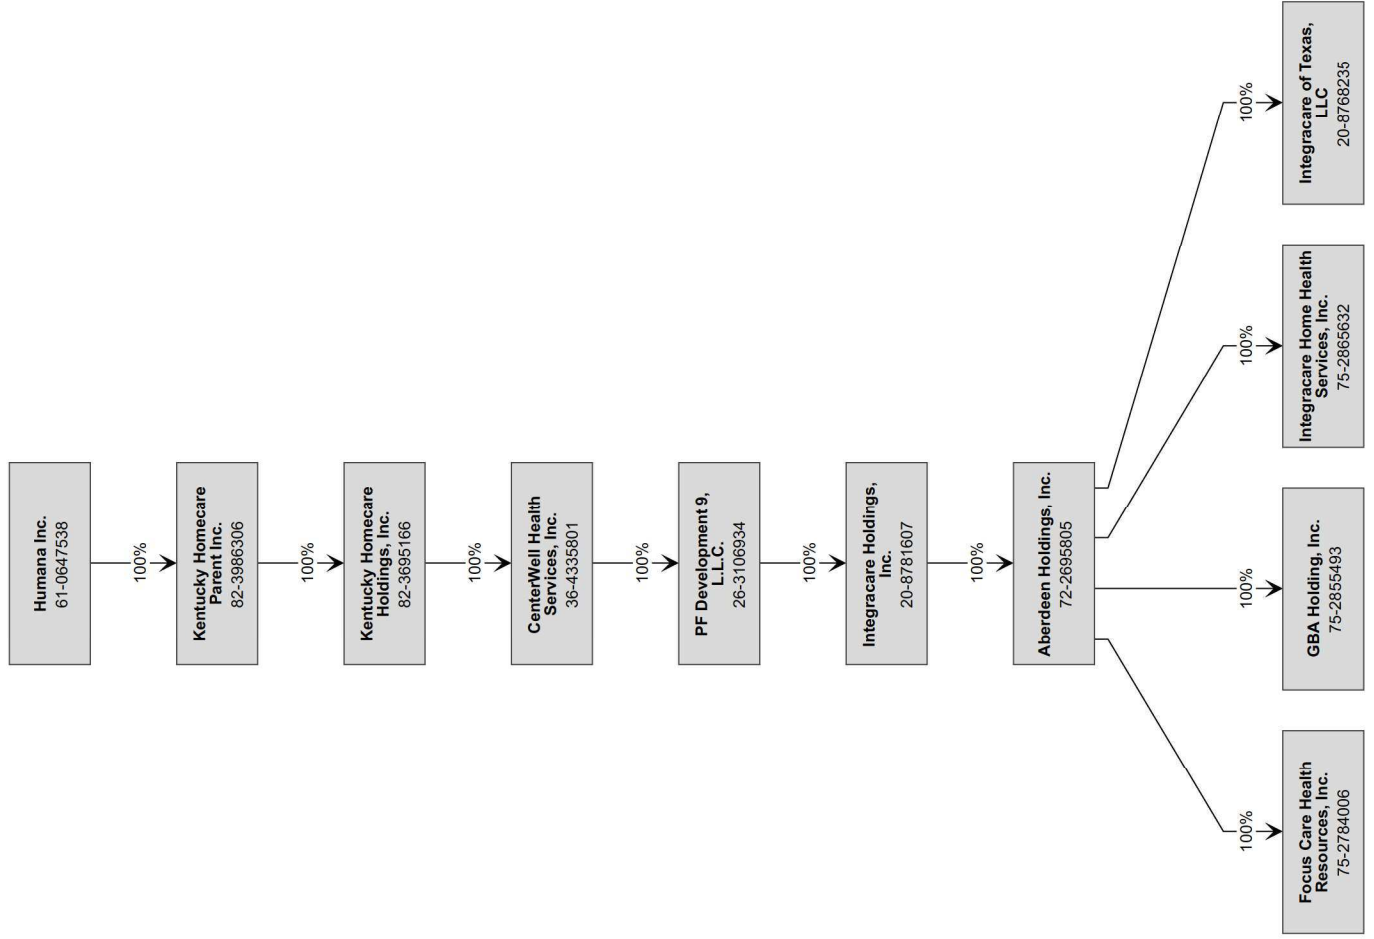 Humana Inc.
61-0647538
100%
Kentucky Homecare
Parent Inc.
82-3986306
100%
Kentucky Homecare
Holdings, Inc.
82-3695166
100%
CenterWell Health
Services, Inc.
36-4335801
100%
PF Development 9,
L.L.C.
26-3106934
100%
Integracare Holdings,
Inc.
20-8781607
100%
Aberdeen Holdings, Inc.
72-2695805
100%
Focus Care Health
Resources, Inc.
75-2784006
100%
GBA Holding, Inc.
75-2855493
100%
Integracare Home Health
Services, Inc.
75-2865632
100%
Integracare of Texas,
LLC
20-8768235